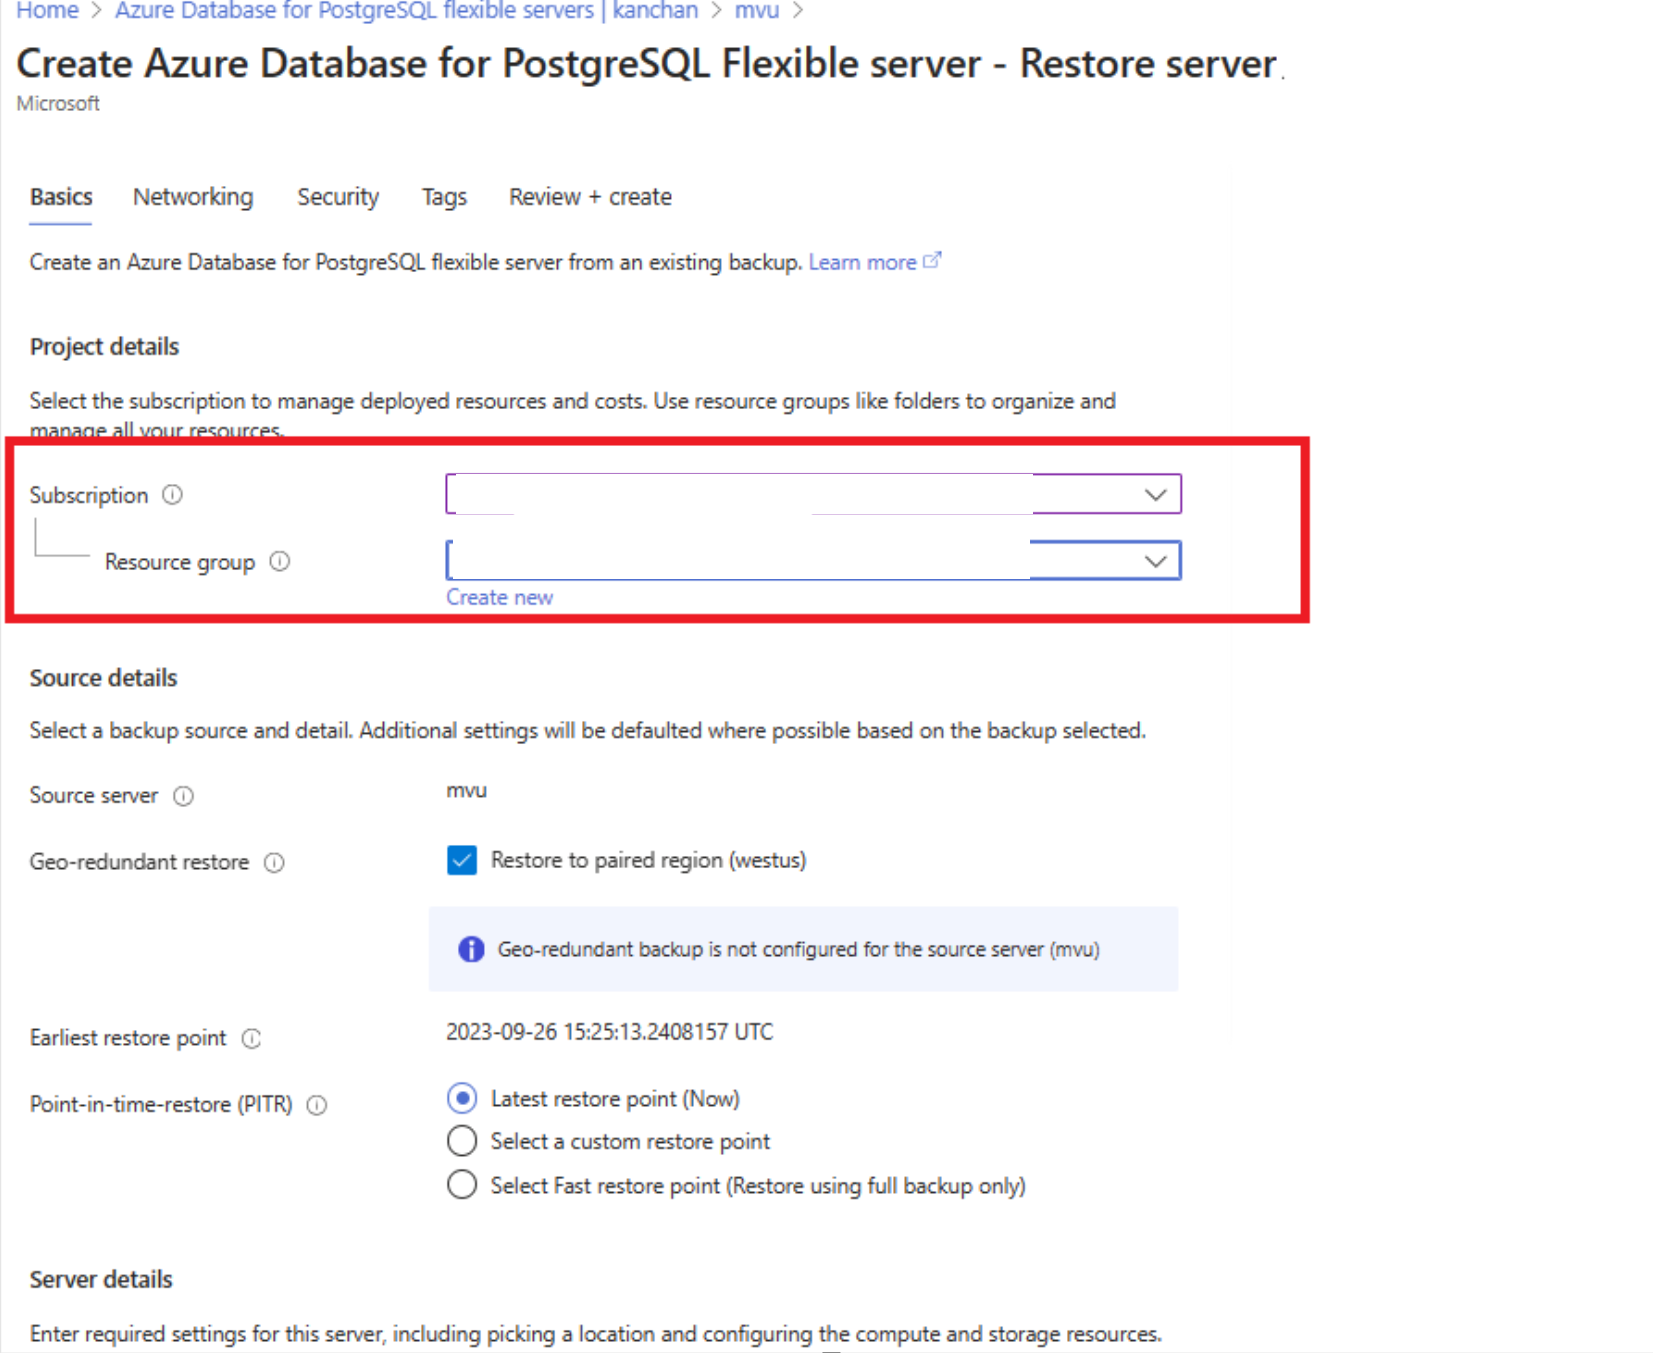 Home > Azure Database for PostgreSQL flexible servers | kanchan > mvu >
Create Azure Database for PostgreSQL Flexible server - Restore server
Microsoft
Basics Networking Security Tags Review + create
Create an Azure Database for PostgreSQL flexible server from an existing backup. Learn more
Project details
Select the subscription to manage deployed resources and costs. Use resource groups like folders to organize and
manage all your resources.
Subscription
Resource group
Create new
Source details
Select a backup source and detail. Additional settings will be defaulted where possible based on the backup selected.
Source server mvu
Geo-redundant restore Restore to paired region (westus)
Geo-redundant backup is not configured for the source server (mvu)
Earliest restore point 2023-09-26 15:25:13.2408157 UTC
Point-in-time-restore (PITR) Latest restore point (Now)
Select a custom restore point
Select Fast restore point (Restore using full backup only)
Server details
Enter required settings for this server, including picking a location and configuring the compute and storage resources.